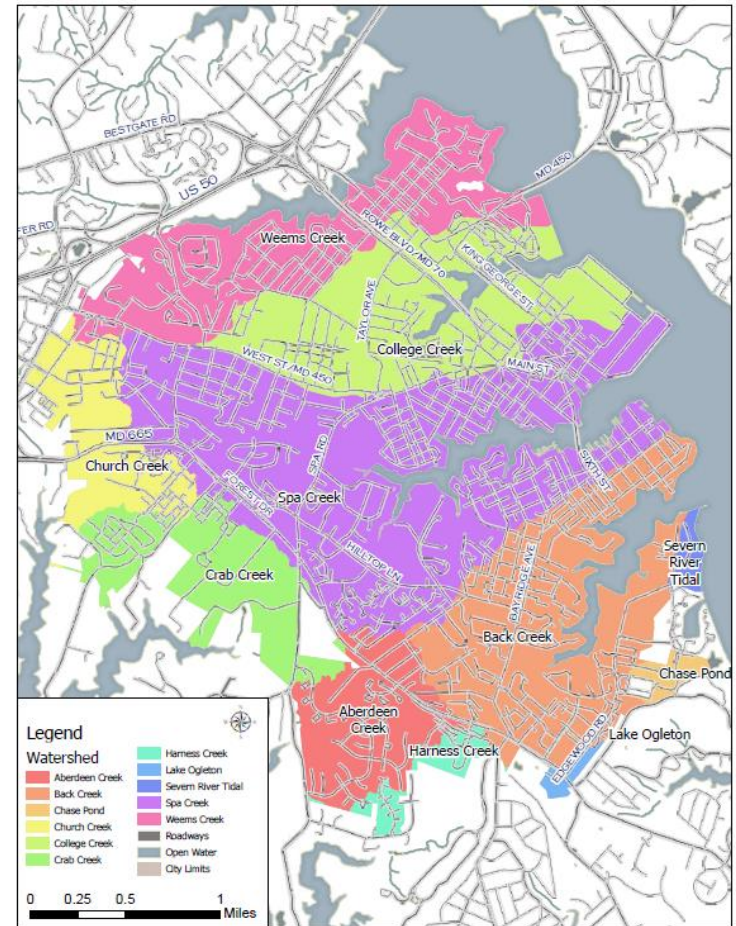 BESTGATE RD
US 50
FER RD
MD 450
Weems Creek
ROWE BLVD/MD 70
KING GEORGE ST
TAYLOR AVE
College Creek
WEST ST/MD 450
MAIN ST
MD 665
Church Creek
SPA RD
FOREST DR
Spa Creek
SIXTH ST
HILLTOP LN
Crab Creek
Severn
River
Tidal
BAY RIDGE AVE
Back Creek
Chase Pond
Aberdeen
Creek
Harness Creek
Lake Ogleton
EDGEWOOD RD
Legend
Watershed
Aberdeen Creek
Back Creek
Chase Pond
Church Creek
College Creek
Crab Creek
Harness Creek
Lake Ogleton
Severn River Tidal
Spa Creek
Weems Creek
Roadways
Open Water
City Limits
0 0.25 0.5 1
Miles